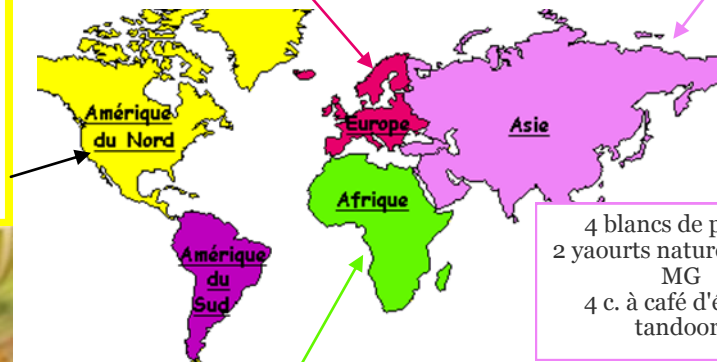 Amérique
du Nord
Europe
Asie
Afrique
Amérique
du
Sud
4 blancs de
2 yaourts nature
MG
4 c. à café
tandoor